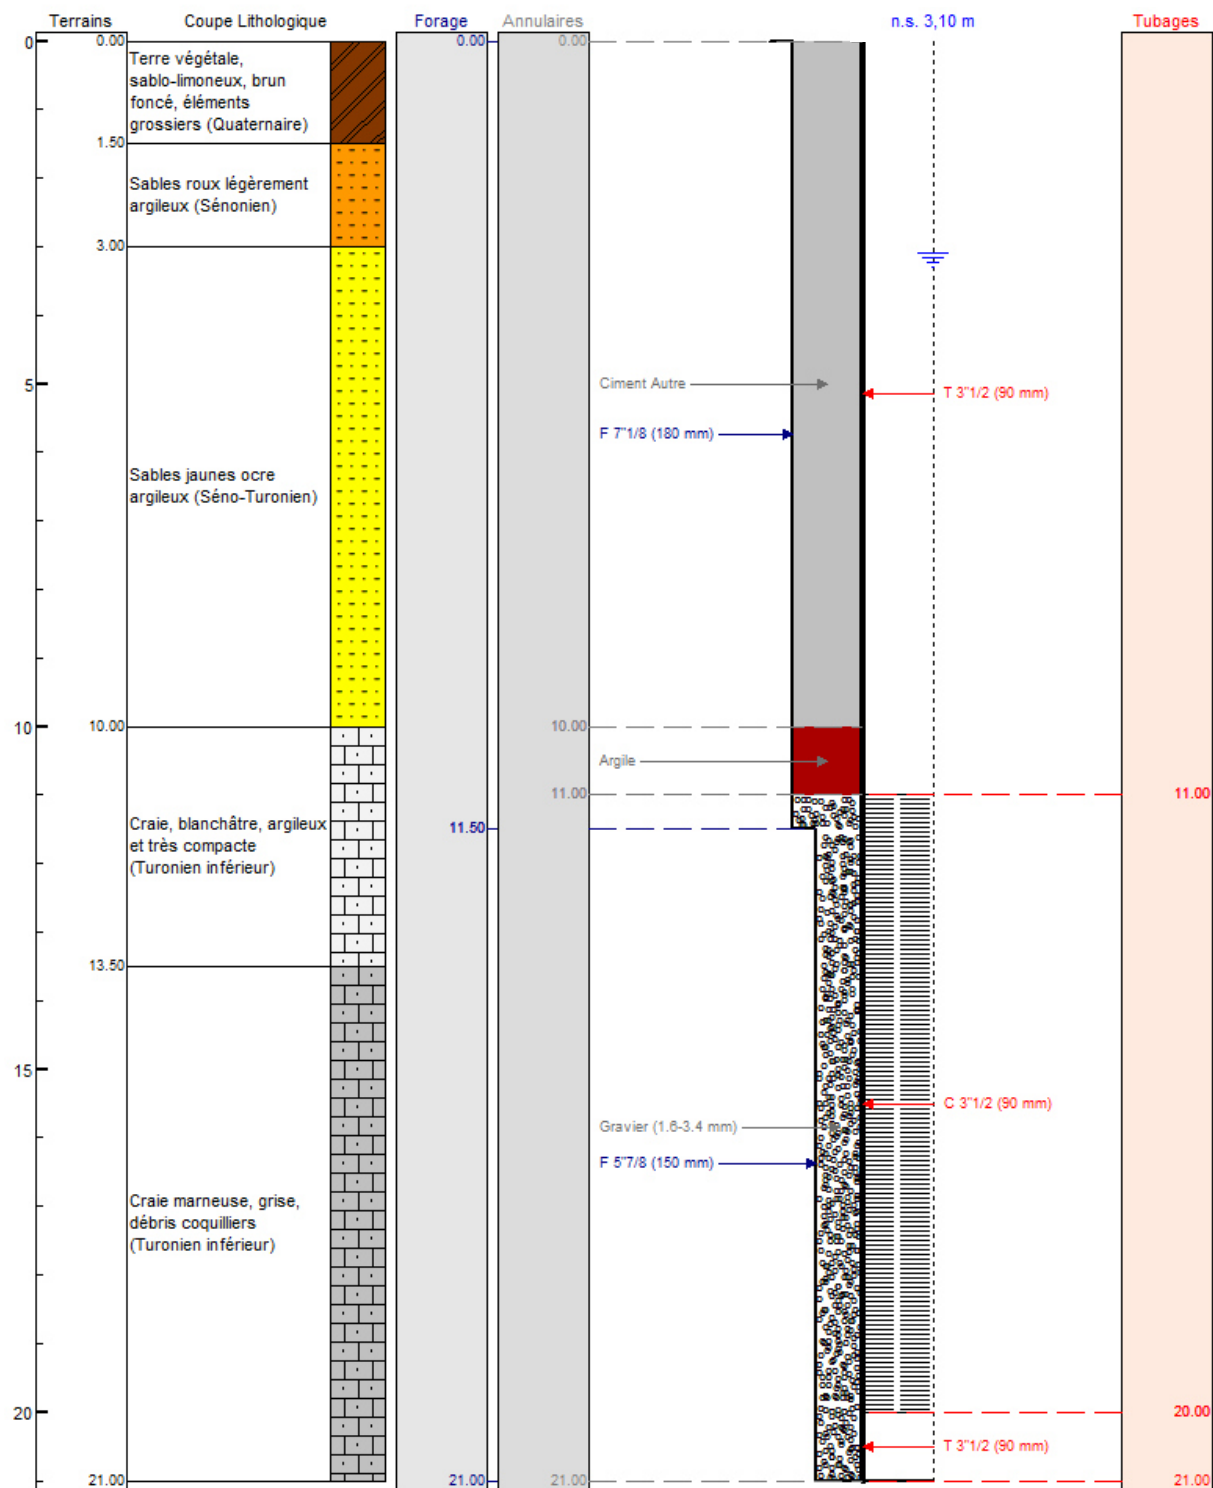 Terrains
Coupe Lithologique
Forage
Annulaires
n.s. 3,10 m
Tubages
0
0.00
0.00
0.00
Terre végétale,
sablo-limoneux, brun
foncé, éléments
grossiers (Quaternaire)
1.50
Sables roux légèrement
argileux (Sénonien)
3.00
5
Ciment Autre
T 3"1/2 (90 mm)
F 7"1/8 (180 mm)
Sables jaunes ocre
argileux (Séno-Turonien)
10
10.00
10.00
Argile
11.00
11.00
11.50
Craie, blanchâtre, argileux
et très compacte
(Turonien inférieur)
13.50
15
C 3"1/2 (90 mm)
Gravier (1.6-3.4 mm)
F 5"7/8 (150 mm)
Craie marneuse, grise,
débris coquilliers
(Turonien inférieur)
20
20.00
T 3"1/2 (90 mm)
21.00
21.00
21.00
21.00